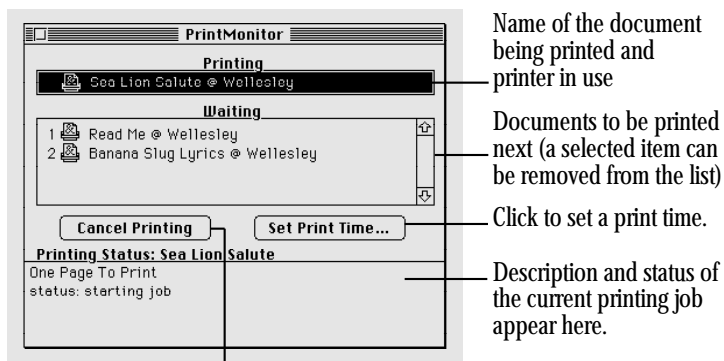 PrintMonitor
Printing
Sea Lion Salute @ Wellesley
Waiting
1 Read Me @ Wellesley
2 Banana Slug Lyrics @ Wellesley
Cancel Printing
Set Print Time...
Printing Status: Sea Lion Salute
One Page To Print
status: starting job
Name of the document
being printed and
printer in use
Documents to be printed
next (a selected item can
be removed from the list)
Click to set a print time.
Description and status of
the current printing job
appear here.